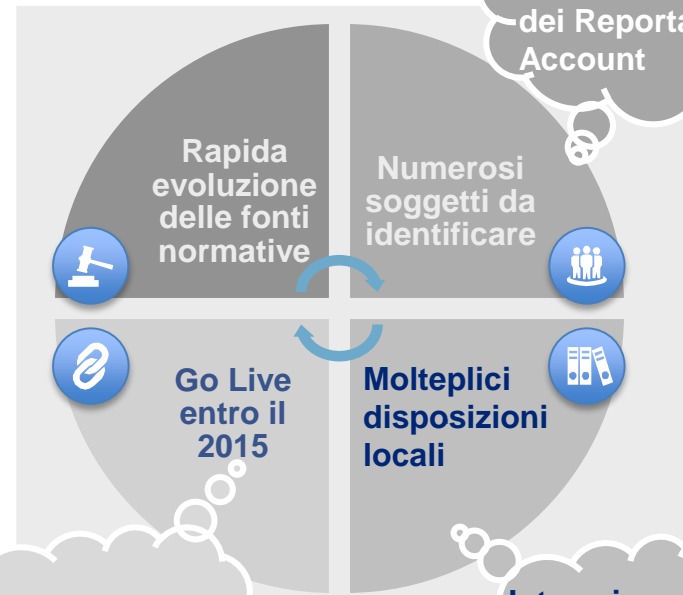 dei Reporta
Account
Rapida
evoluzione
delle fonti
normative
Numerosi
soggetti da
identificare
Go Live
entro il
2015
Molteplici
disposizioni
locali